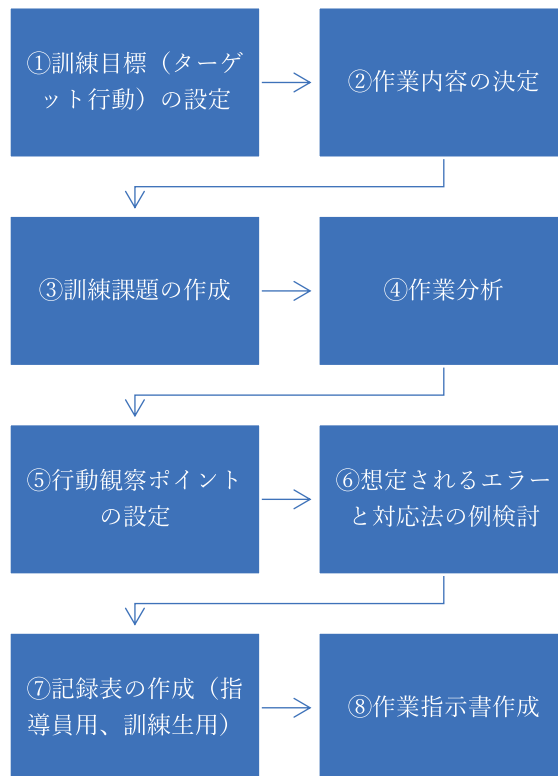 ①訓練目標（ターゲ
ット行動）の設定
②作業内容の決定
③訓練課題の作成
④作業分析
⑤行動観察ポイント
の設定
⑥想定されるエラー
と対応法の例検討
⑦記録表の作成（指
導員用、訓練生用）
⑧作業指示書作成